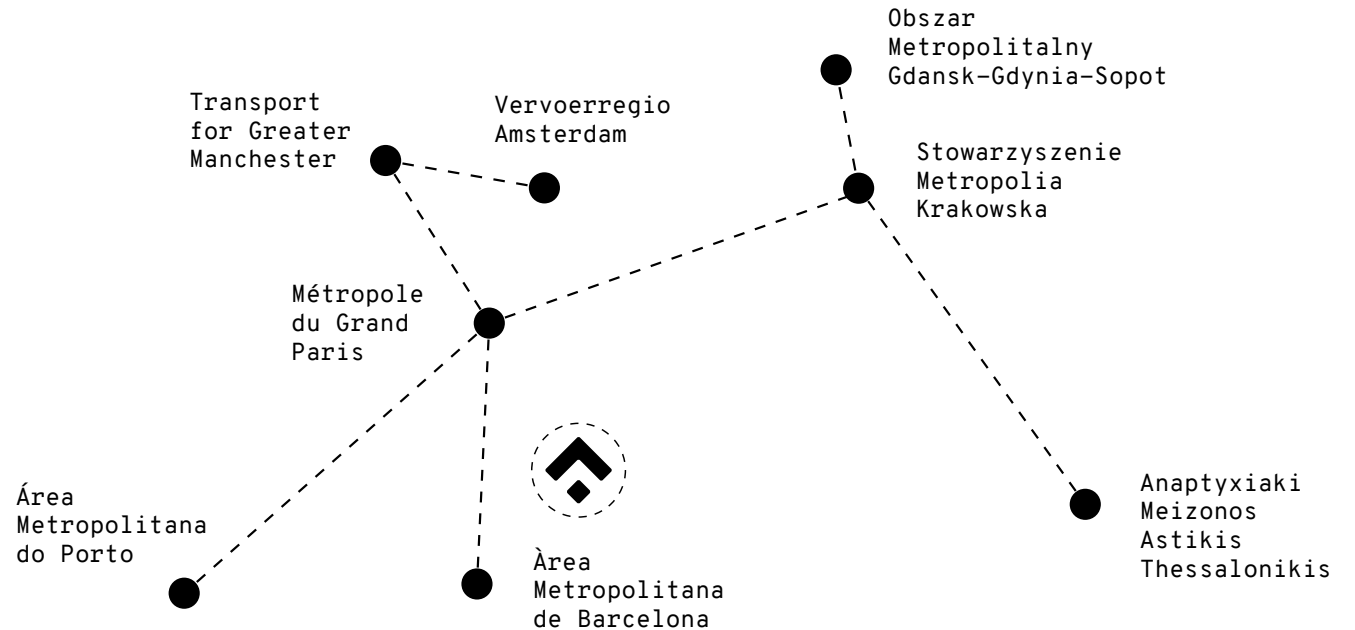 Obszar
Metropolitalny
Gdansk-Gdynia-Sopot
Transport
for Greater
Manchester
Vervoerregio
Amsterdam
Stowarzyszenie
Metropolia
Krakowska
Métropole
du Grand
Paris
Área
Metropolitana
do Porto
Àrea
Metropolitana
de Barcelona
Anaptyxiaki
Meizonos
Astikis
Thessalonikis